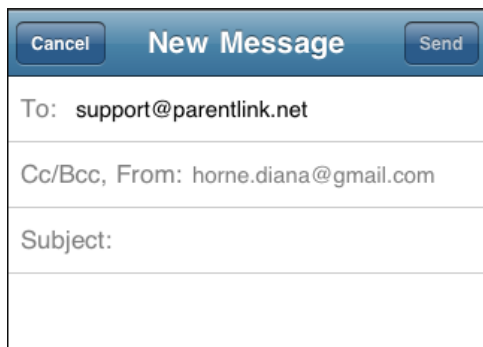 Cancel New Message Send
To: support@parentlink.net
Cc/Bcc, From: horne.diana@gmail.com
Subject: